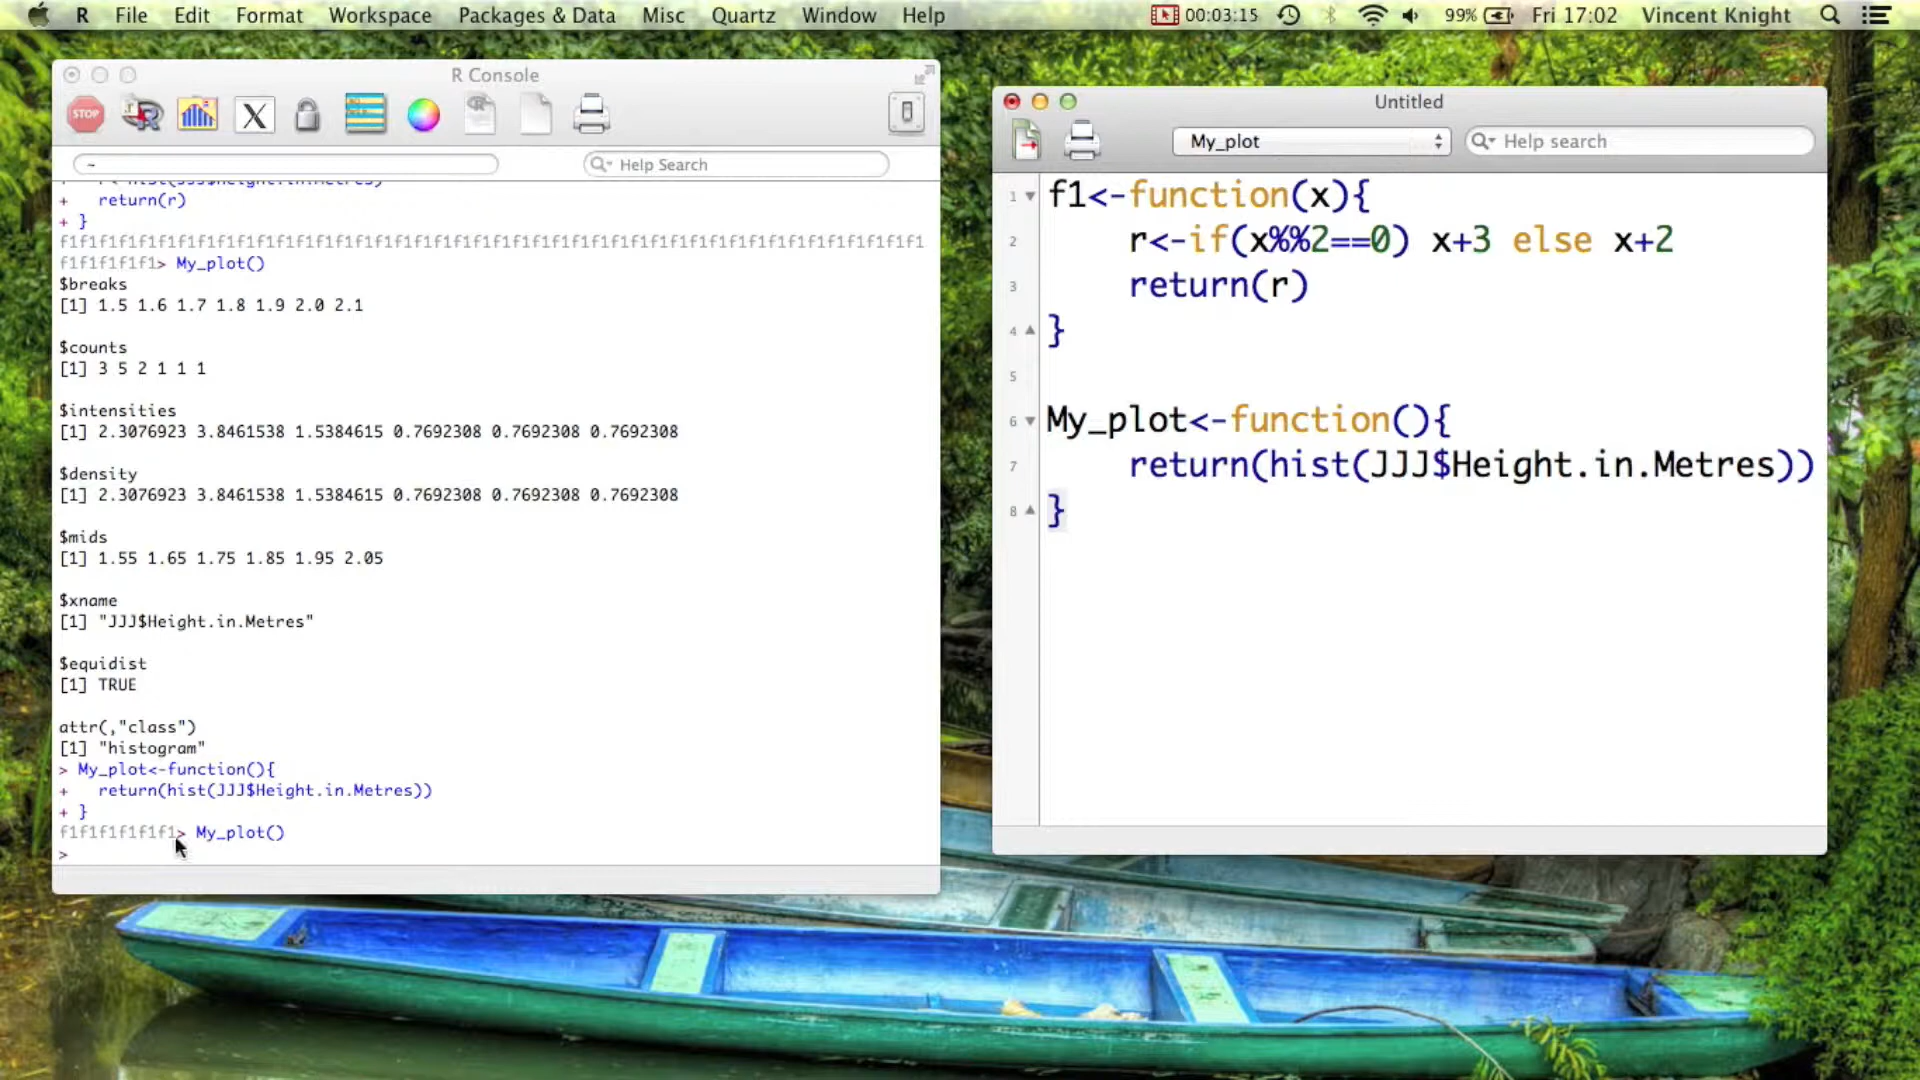 R File Edit Format Workspace Packages & Data Misc Quartz Window Help 00:03:15 99% Fri 17:02 Vincent Knight
R Console
STOP
~
Help Search
+ r<-hist(JJJ$Height.in.Metres)
+ return(r)
+ }
f1f1f1f1f1f1f1f1f1f1f1f1f1f1f1f1f1f1f1f1f1f1f1f1f1f1f1f1f1f1f1f1f1f1f1f1f1f1f1f1f1f1f1f1
f1f1f1f1f1> My_plot()
$breaks
[1] 1.5 1.6 1.7 1.8 1.9 2.0 2.1
$counts
[1] 3 5 2 1 1 1
$intensities
[1] 2.3076923 3.8461538 1.5384615 0.7692308 0.7692308 0.7692308
$density
[1] 2.3076923 3.8461538 1.5384615 0.7692308 0.7692308 0.7692308
$mids
[1] 1.55 1.65 1.75 1.85 1.95 2.05
$xname
[1] "JJJ$Height.in.Metres"
$equidist
[1] TRUE
attr(,"class")
[1] "histogram"
> My_plot<-function(){
+ return(hist(JJJ$Height.in.Metres))
+ }
f1f1f1f1f1f1> My_plot()
>
Untitled
My_plot
Help search
1 f1<-function(x){
2 r<-if(x%%2==0) x+3 else x+2
3 return(r)
4 }
5
6 My_plot<-function(){
7 return(hist(JJJ$Height.in.Metres))
8 }